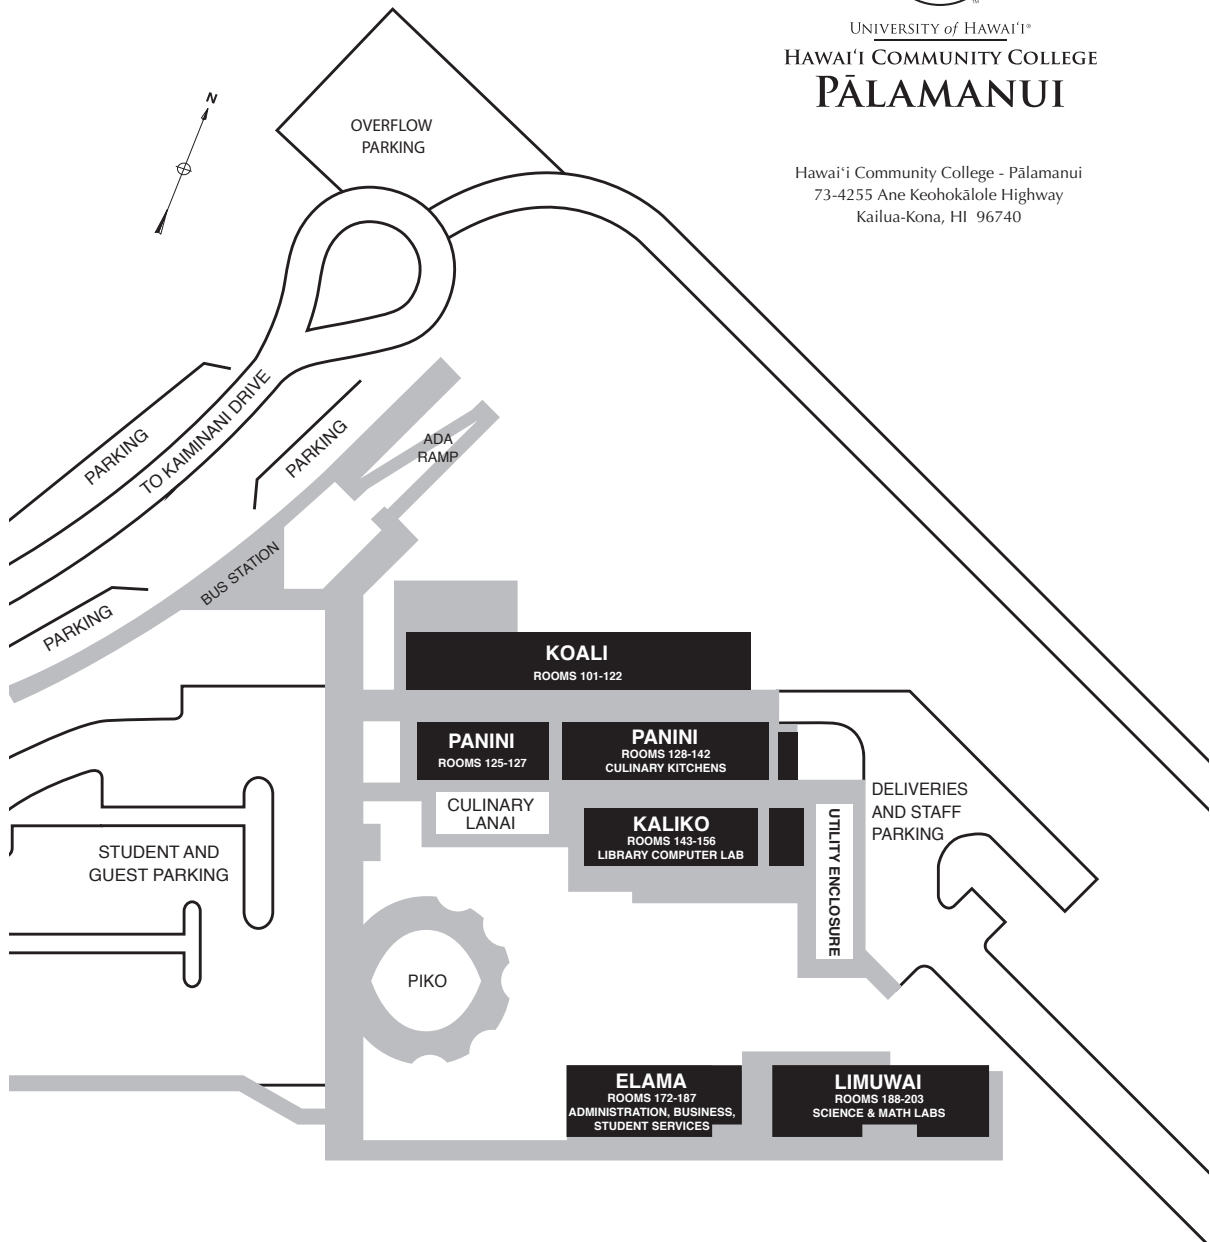 ™
UNIVERSITY of HAWAIʻI®
HAWAIʻI COMMUNITY COLLEGE
PĀLAMANUI
Hawaiʻi Community College - Pālamanui
73-4255 Ane Keohokālole Highway
Kailua-Kona, HI 96740
N
OVERFLOW
PARKING
PARKING
TO KAIMINANI DRIVE
PARKING
ADA
RAMP
BUS STATION
PARKING
KOALI
ROOMS 101-122
PANINI
ROOMS 125-127
PANINI
ROOMS 128-142
CULINARY KITCHENS
CULINARY
LANAI
KALIKO
ROOMS 143-156
LIBRARY COMPUTER LAB
UTILITY ENCLOSURE
DELIVERIES
AND STAFF
PARKING
STUDENT AND
GUEST PARKING
PIKO
ELAMA
ROOMS 172-187
ADMINISTRATION, BUSINESS,
STUDENT SERVICES
LIMUWAI
ROOMS 188-203
SCIENCE & MATH LABS